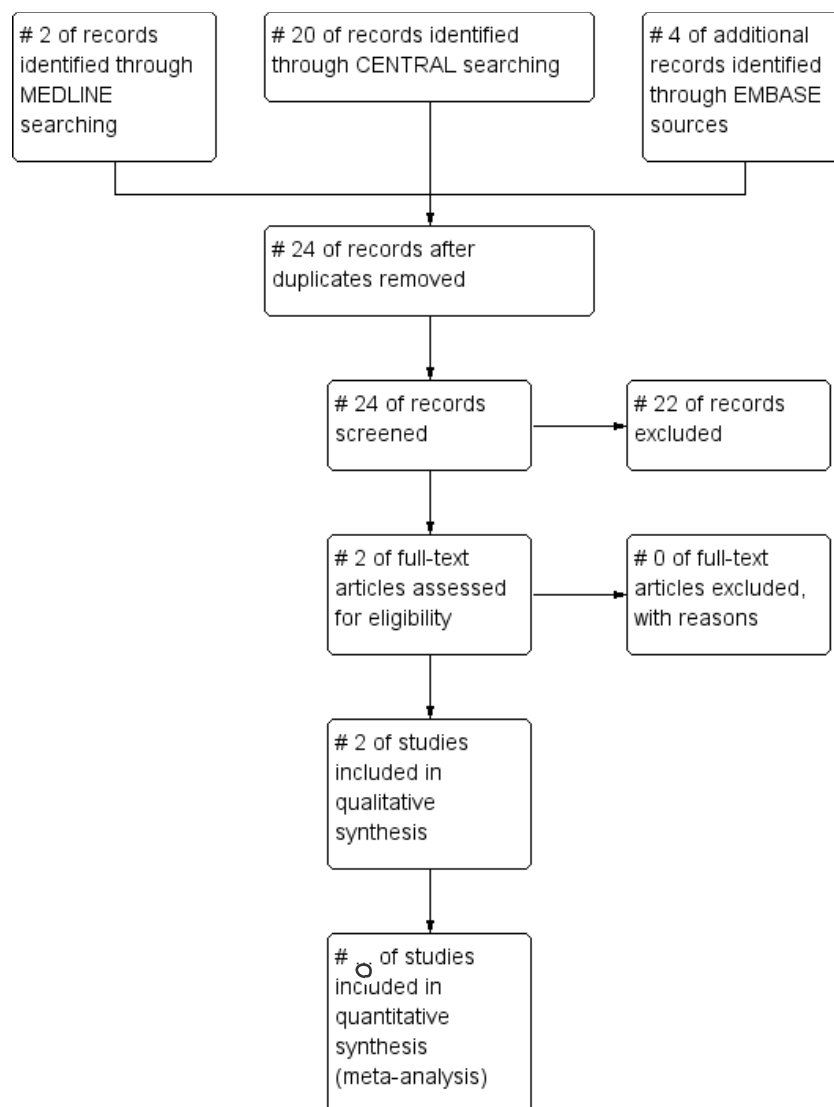 # 2 of records
identified through
MEDLINE
searching
# 20 of records identified
through CENTRAL searching
# 4 of additional
records identified
through EMBASE
sources
# 24 of records after
duplicates removed
# 24 of records
screened
# 22 of records
excluded
# 2 of full-text
articles assessed
for eligibility
# 0 of full-text
articles excluded,
with reasons
# 2 of studies
included in
qualitative
synthesis
# ... of studies
included in
quantitative
synthesis
(meta-analysis)